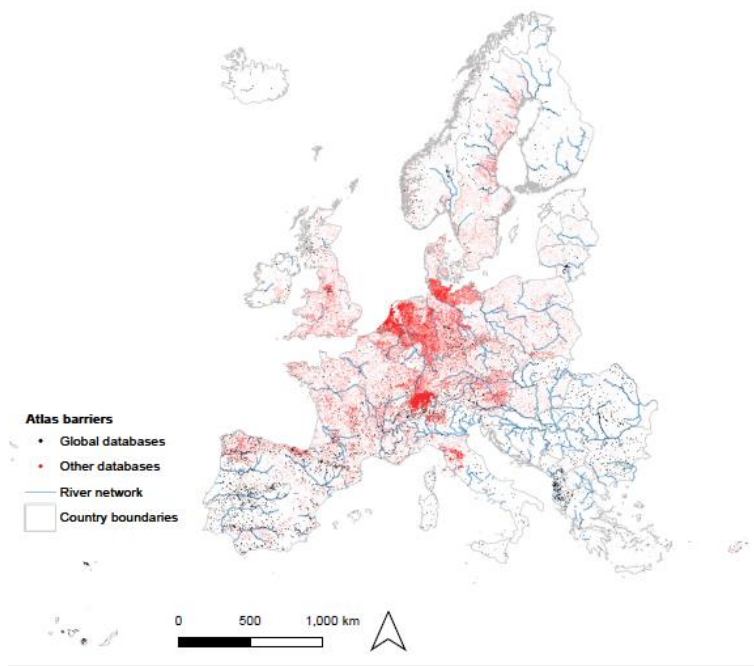 Atlas barriers
Global databases
Other databases
River network
Country boundaries
0 500 1,000 km